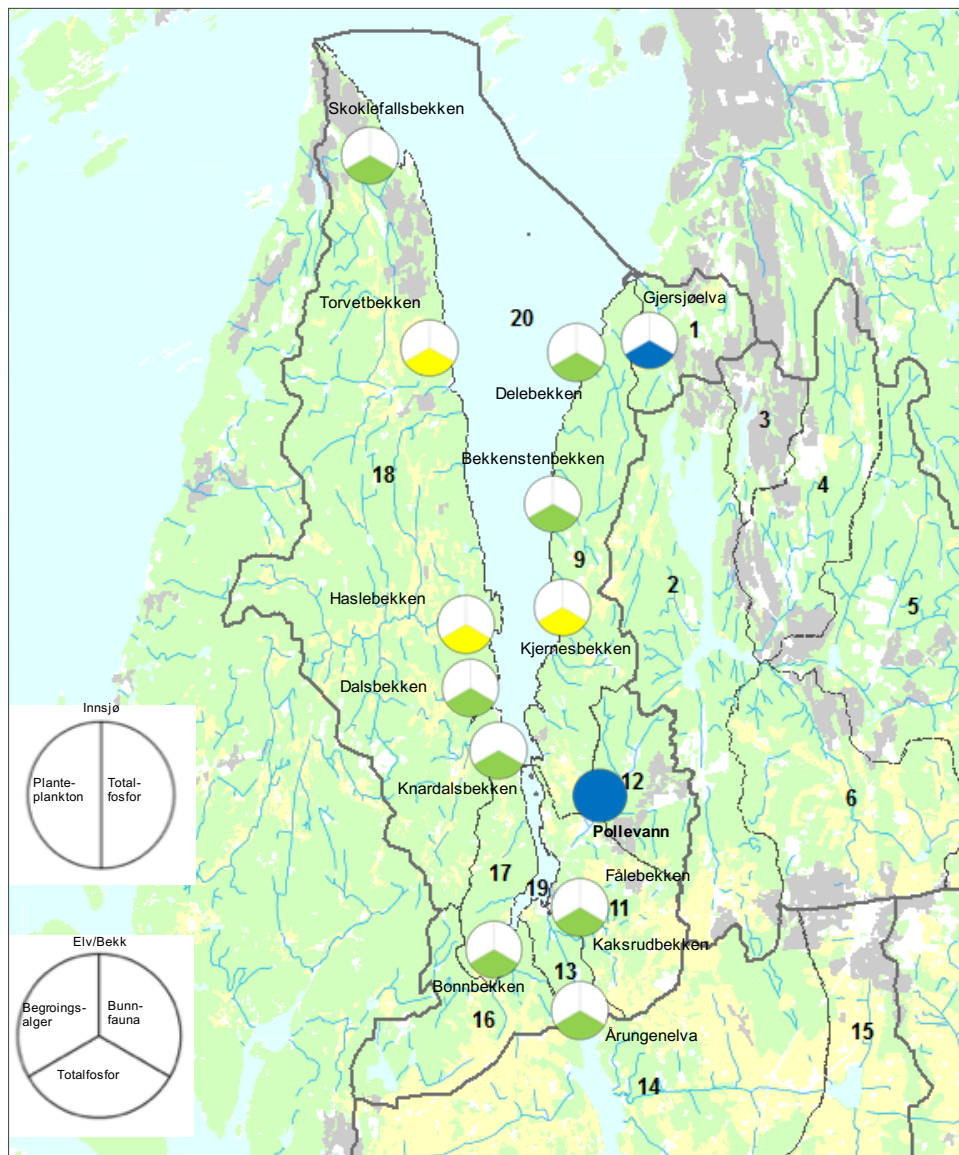 Skoklefallsbekken
Torvetbekken
Gjersjøelva
20
1
Delebekken
3
Bekkenstenbekken
18
4
9
2
5
Haslebekken
Kjernesbekken
Dalsbekken
Innsjø
Plante-
plankton
Total-
fosfor
Knardalsbekken
12
6
Pollevann
17
Fålebekken
19
11
Elv/Bekk
Kaksrudbekken
Begroings-
alger
Bunn-
fauna
Totalfosfor
Bonnbekken
13
16
Årungenelva
15
14